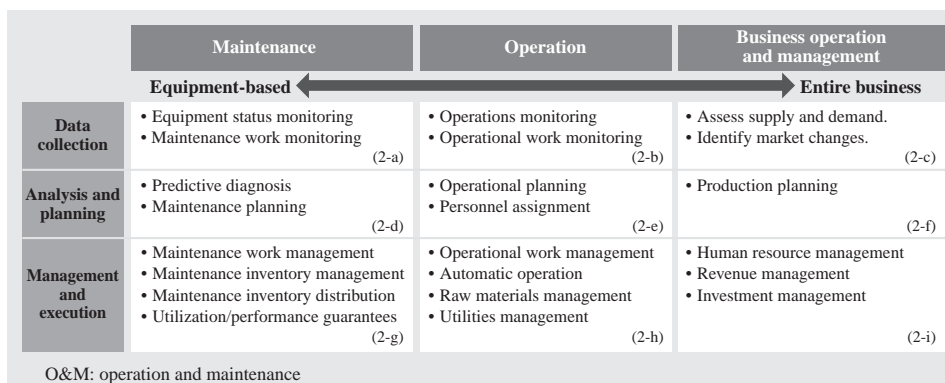 Maintenance
Operation
Business operation
and management
Equipment-based
Entire business
Data
collection
• Equipment status monitoring
• Maintenance work monitoring
(2-a)
• Operations monitoring
• Operational work monitoring
(2-b)
• Assess supply and demand.
• Identify market changes.
(2-c)
Analysis and
planning
• Predictive diagnosis
• Maintenance planning
(2-d)
• Operational planning
• Personnel assignment
(2-e)
• Production planning
(2-f)
Management
and
execution
• Maintenance work management
• Maintenance inventory management
• Maintenance inventory distribution
• Utilization/performance guarantees
(2-g)
• Operational work management
• Automatic operation
• Raw materials management
• Utilities management
(2-h)
• Human resource management
• Revenue management
• Investment management
(2-i)
O&M: operation and maintenance